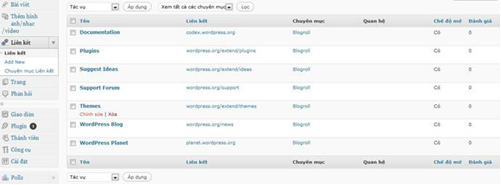 Bài viết
Thêm hình
ảnh/nhạc
/video
Liên kết
Liên kết
Add New
Chuyên mục Liên kết
Trang
Phản hồi
Giao diện
Plugin
Thành viên
Công cụ
Cài đặt
Polls
Tác vụ Áp dụng Xem tất cả các chuyên mục Lọc
Tên Liên kết Chuyên mục Quan hệ Chế độ mở Đánh giá
Documentation codex.wordpress.org Blogroll Có 0
Plugins wordpress.org/extend/plugins Blogroll Có 0
Suggest Ideas wordpress.org/extend/ideas Blogroll Có 0
Support Forum wordpress.org/support Blogroll Có 0
Themes wordpress.org/extend/themes Blogroll Có 0
Chỉnh sửa | Xóa
WordPress Blog wordpress.org/news Blogroll Có 0
WordPress Planet planet.wordpress.org Blogroll Có 0
Tên Liên kết Chuyên mục Quan hệ Chế độ mở Đánh giá
Tác vụ Áp dụng